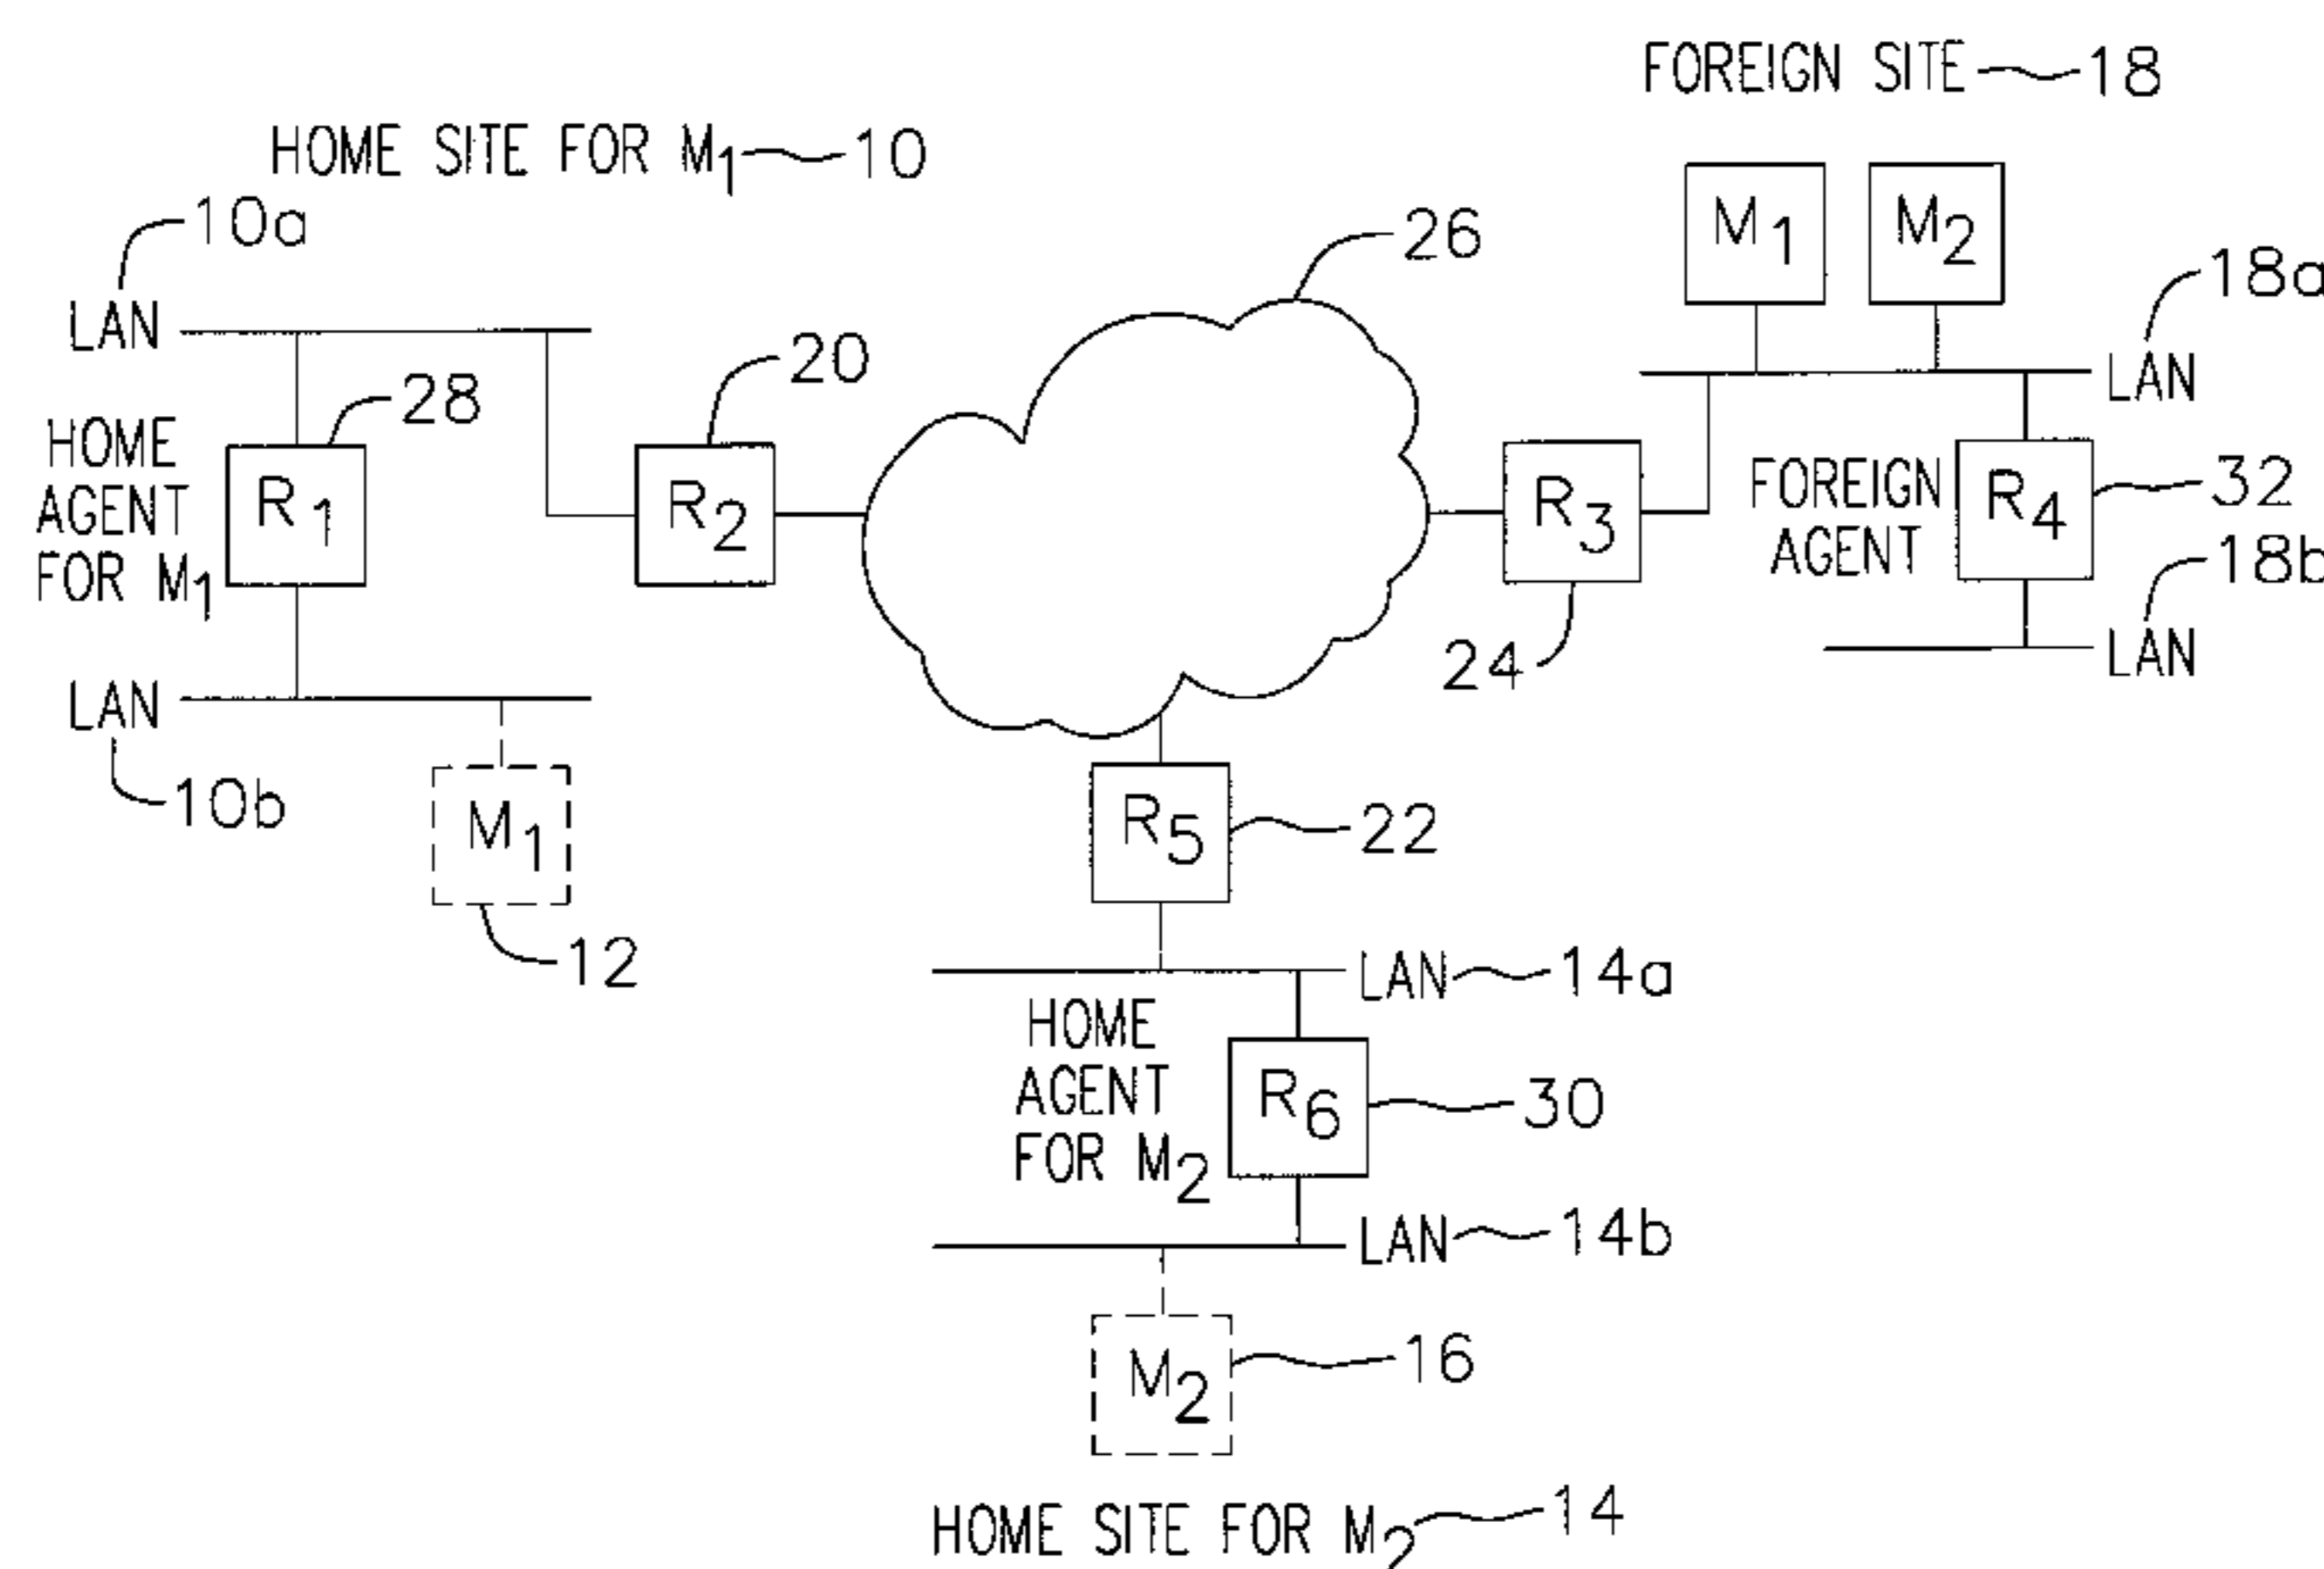 FOREIGN SITE 18
HOME SITE FOR M1 10
10a
LAN
28
HOME
AGENT
FOR M1
R1
20
R2
LAN
10b
M1
12
26
M1 M2
18a
LAN
R3
24
FOREIGN
AGENT
R4
32
18b
LAN
R5
22
LAN 14a
HOME
AGENT
FOR M2
R6
30
LAN 14b
M2
16
HOME SITE FOR M2 14